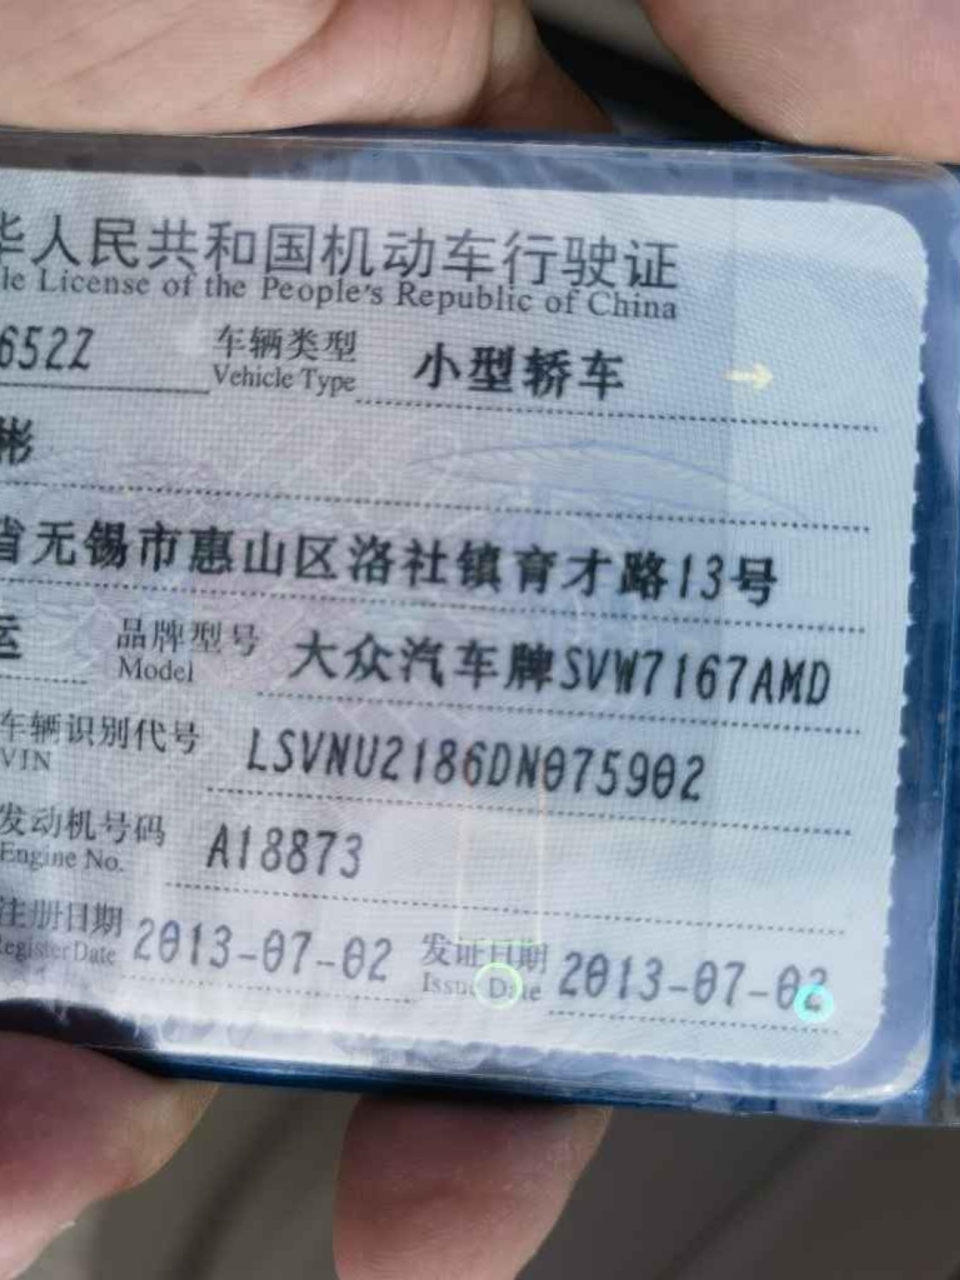 华人民共和国机动车行驶证
le License of the People's Republic of China
652Z 车辆类型 Vehicle Type 小型轿车
彬
省无锡市惠山区洛社镇育才路13号
运 品牌型号 Model 大众汽车牌SVW7167AMD
车辆识别代号 VIN LSVNU2186DN075902
发动机号码 Engine No. A18873
注册日期 Register Date 2013-07-02 发证日期 Issue Date 2013-07-02